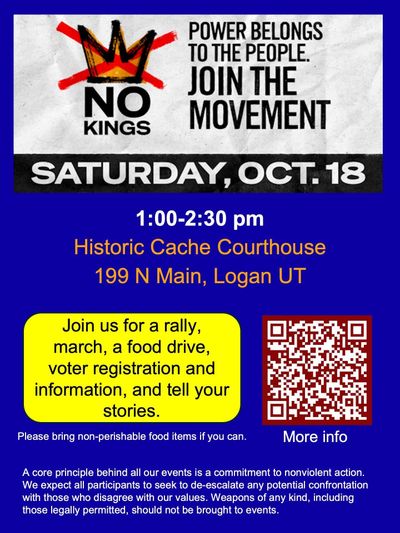 NO
KINGS
POWER BELONGS
TO THE PEOPLE.
JOIN THE
MOVEMENT
SATURDAY, OCT. 18
1:00-2:30 pm
Historic Cache Courthouse
199 N Main, Logan UT
Join us for a rally,
march, a food drive,
voter registration and
information, and tell your
stories.
Please bring non-perishable food items if you can.
More info
A core principle behind all our events is a commitment to nonviolent action.
We expect all participants to seek to de-escalate any potential confrontation
with those who disagree with our values. Weapons of any kind, including
those legally permitted, should not be brought to events.